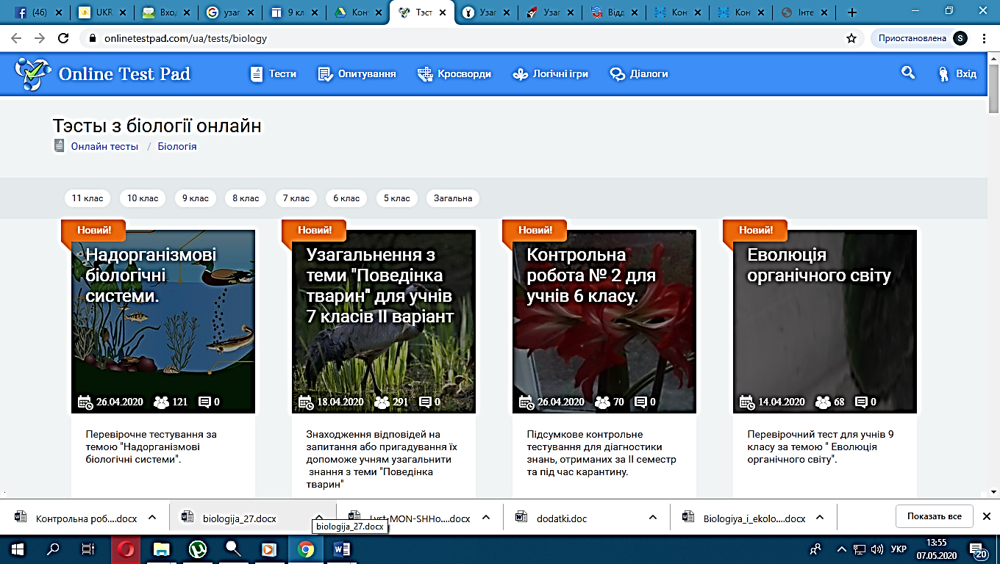 (46)
UKR
Вход
узаг
9 кл
Кон
Тэст
Узаг
Узаг
Відд
Кон
Кон
Інте
onlinetestpad.com/ua/tests/biology
Приостановлена
S
Online Test Pad
Тести
Опитування
Кросворди
Логічні ігри
Діалоги
Вхід
Тэсты з біології онлайн
Онлайн тесты / Біологія
11 клас
10 клас
9 клас
8 клас
7 клас
6 клас
5 клас
Загальна
Новий!
Надорганізмові
біологічні
системи.
26.04.2020 121 0
Перевірочне тестування за
темою "Надорганізмові
біологічні системи".
Новий!
Узагальнення з
теми "Поведінка
тварин" для учнів
7 класів ІІ варіант
18.04.2020 291 0
Знаходження відповідей на
запитання або пригадування їх
допоможе учням узагальнити
знання з теми "Поведінка
тварин"
Новий!
Контрольна
робота № 2 для
учнів 6 класу.
26.04.2020 70 0
Підсумкове контрольне
тестування для діагностики
знань, отриманих за ІІ семестр
та під час карантину.
Новий!
Еволюція
органічного світу
14.04.2020 68 0
Перевірочний тест для учнів 9
класу за темою " Еволюція
органічного світу".
Контрольна роб....docx
biologija_27.docx
Lyst-MON-SHHo....docx
dodatki.doc
Biologiya_i_ekolo....docx
Показать все
biologija_27.docx
УКР
13:55
07.05.2020
20